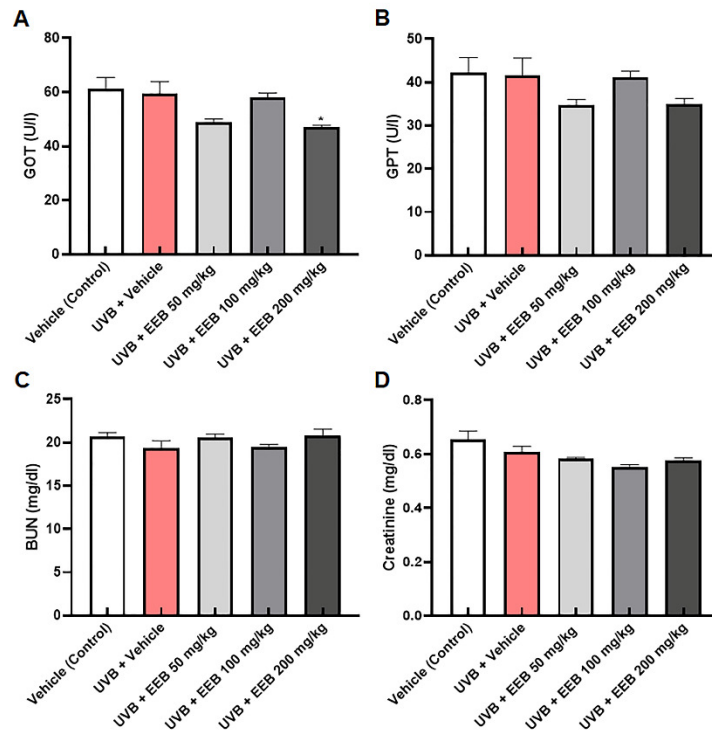 A
GOT (U/l)
80
60
40
20
0
*
Vehicle (Control)
UVB + Vehicle
UVB + EEB 50 mg/kg
UVB + EEB 100 mg/kg
UVB + EEB 200 mg/kg
B
GPT (U/l)
50
40
30
20
10
0
Vehicle (Control)
UVB + Vehicle
UVB + EEB 50 mg/kg
UVB + EEB 100 mg/kg
UVB + EEB 200 mg/kg
C
BUN (mg/dl)
25
20
15
10
5
0
Vehicle (Control)
UVB + Vehicle
UVB + EEB 50 mg/kg
UVB + EEB 100 mg/kg
UVB + EEB 200 mg/kg
D
Creatinine (mg/dl)
0.8
0.6
0.4
0.2
0.0
Vehicle (Control)
UVB + Vehicle
UVB + EEB 50 mg/kg
UVB + EEB 100 mg/kg
UVB + EEB 200 mg/kg